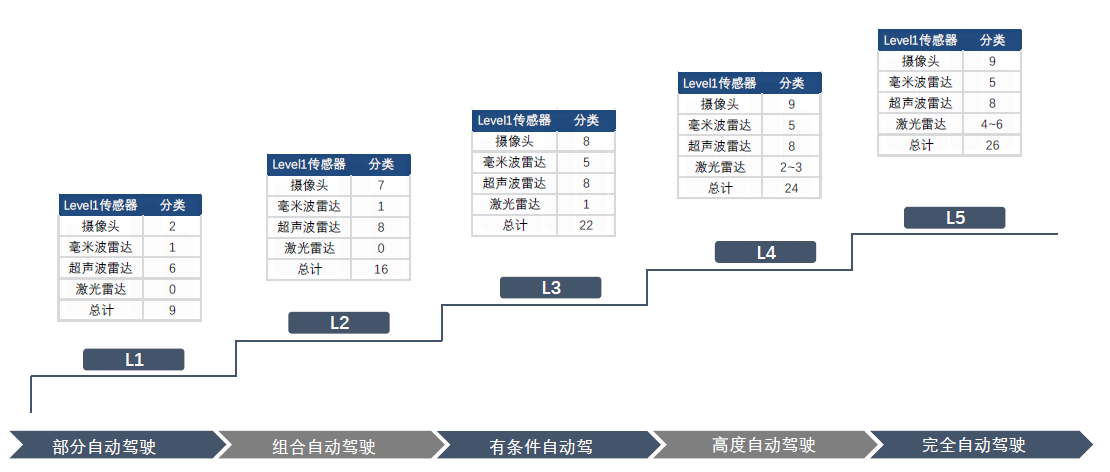 Level1传感器 分类
摄像头 2
毫米波雷达 1
超声波雷达 6
激光雷达 0
总计 9
L1
Level1传感器 分类
摄像头 7
毫米波雷达 1
超声波雷达 8
激光雷达 0
总计 16
L2
Level1传感器 分类
摄像头 8
毫米波雷达 5
超声波雷达 8
激光雷达 1
总计 22
L3
Level1传感器 分类
摄像头 9
毫米波雷达 5
超声波雷达 8
激光雷达 2~3
总计 24
L4
Level1传感器 分类
摄像头 9
毫米波雷达 5
超声波雷达 8
激光雷达 4~6
总计 26
L5
部分自动驾驶 组合自动驾驶 有条件自动驾 高度自动驾驶 完全自动驾驶